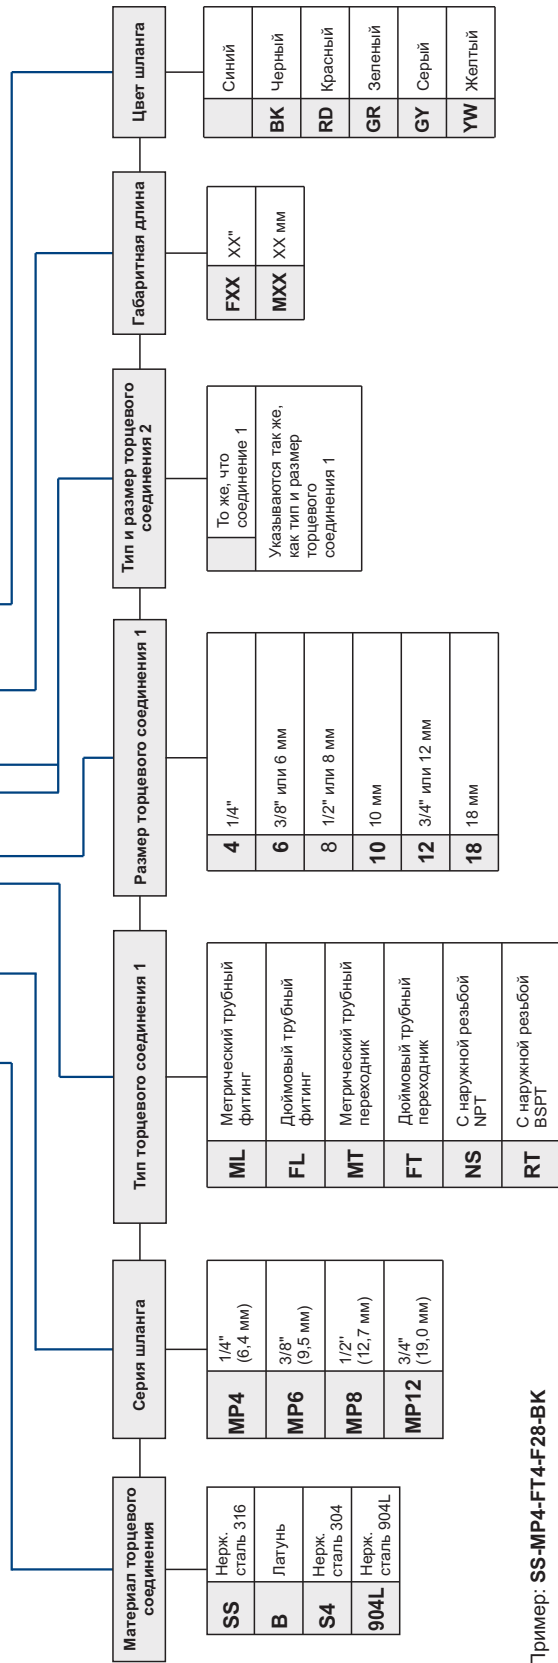 Материал торцевого
соединения
SS Нерж.
сталь 316
B Латунь
S4 Нерж.
сталь 304
904L Нерж.
сталь 904L
Серия шланга
MP4 1/4"
(6,4 мм)
MP6 3/8"
(9,5 мм)
MP8 1/2"
(12,7 мм)
MP12 3/4"
(19,0 мм)
Тип торцевого соединения 1
ML Метрический трубный
фитинг
FL Дюймовый трубный
фитинг
MT Метрический трубный
переходник
FT Дюймовый трубный
переходник
NS С наружной резьбой
NPT
RT С наружной резьбой
BSPT
Размер торцевого соединения 1
4 1/4"
6 3/8" или 6 мм
8 1/2" или 8 мм
10 10 мм
12 3/4" или 12 мм
18 18 мм
Тип и размер торцевого
соединения 2
То же, что
соединение 1
Указываются так же,
как тип и размер
торцевого
соединения 1
Габаритная длина
FXX XX"
MXX XX мм
Цвет шланга
Синий
BK Черный
RD Красный
GR Зеленый
GY Серый
YW Желтый
Пример: SS-MP4-FT4-F28-BK